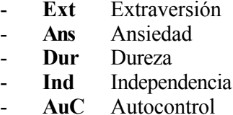 - Ext Extraversión
- Ans Ansiedad
- Dur Dureza
- Ind Independencia
- AuC Autocontrol